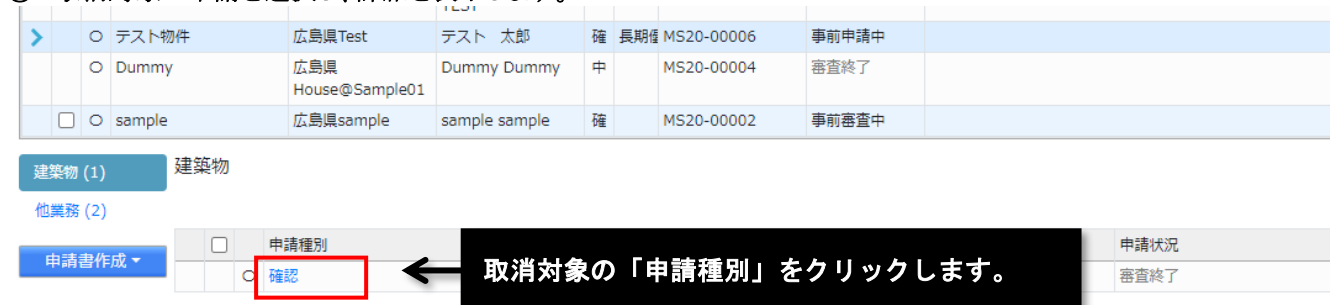 テスト物件 広島県Test テスト 太郎 確 長期優 MS20-00006 事前申請中
Dummy 広島県 Dummy Dummy 中 MS20-00004 審査終了
House@Sample01
sample 広島県sample sample sample 確 MS20-00002 事前審査中
建築物 (1) 建築物
他業務 (2)
申請種別 申請状況
申請書作成
確認 取消対象の「申請種別」をクリックします。 審査終了